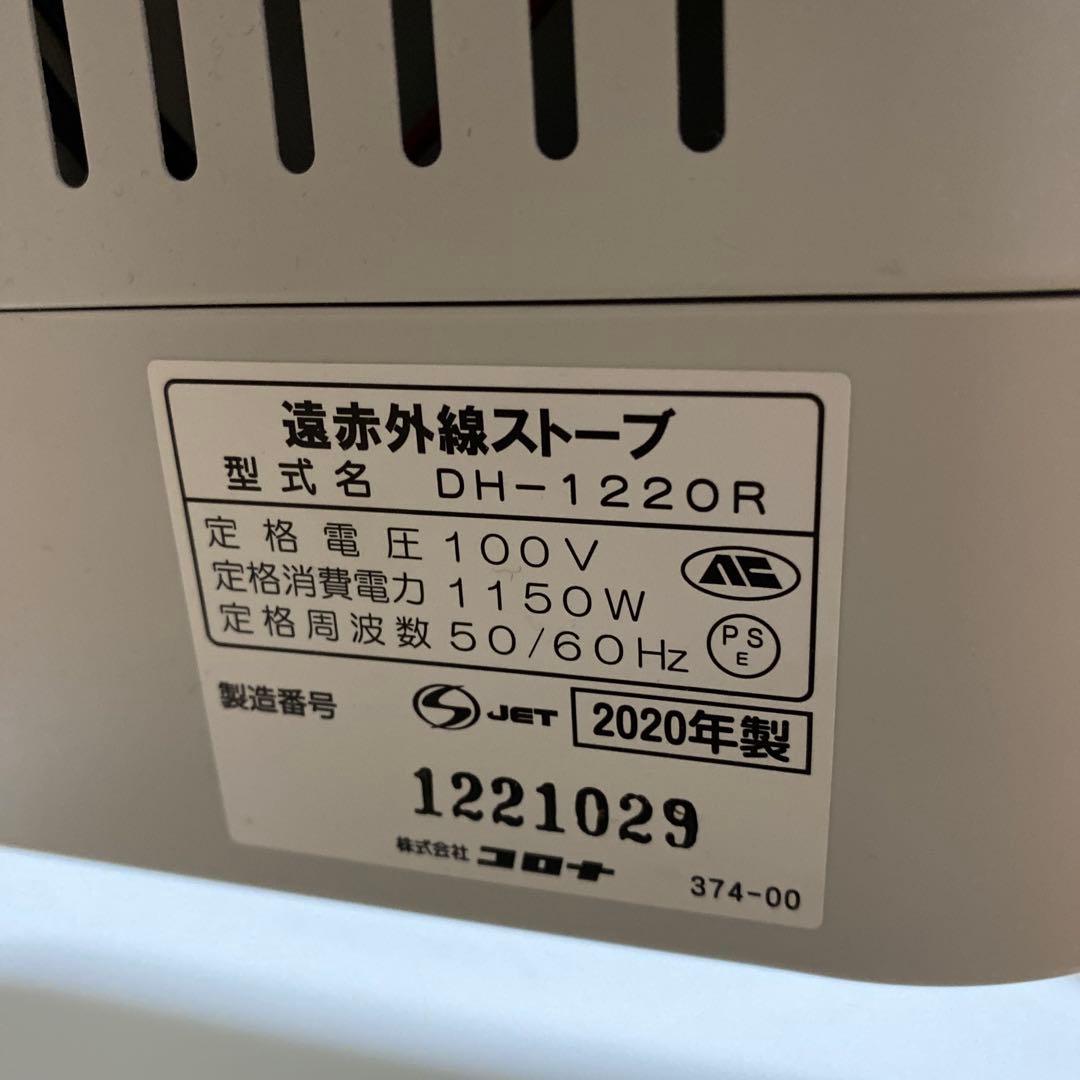 遠赤外線ストーブ
型式名 DH-1220R
定格電圧 100V
定格消費電力 1150W
定格周波数 50/60Hz
PSE
製造番号 S JET 2020年製
1221029
株式会社 コロナ
374-00